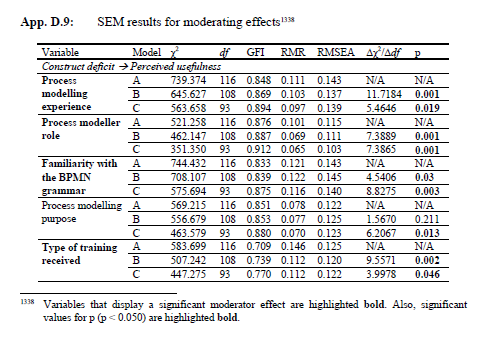 App. D.9: SEM results for moderating effects1338
Variable Model χ² df GFI RMR RMSEA Δχ²/Δdf p
Construct deficit → Perceived usefulness
Process A 739.374 116 0.848 0.111 0.143 N/A N/A
modelling B 645.627 108 0.869 0.103 0.137 11.7184 0.001
experience C 563.658 93 0.894 0.097 0.139 5.4646 0.019
Process modeller A 521.258 116 0.876 0.101 0.115 N/A N/A
role B 462.147 108 0.887 0.069 0.111 7.3889 0.001
C 351.350 93 0.912 0.065 0.103 7.3865 0.001
Familiarity with A 744.432 116 0.833 0.121 0.143 N/A N/A
the BPMN B 708.107 108 0.839 0.122 0.145 4.5406 0.03
grammar C 575.694 93 0.875 0.116 0.140 8.8275 0.003
Process modelling A 569.215 116 0.851 0.078 0.122 N/A N/A
purpose B 556.679 108 0.853 0.077 0.125 1.5670 0.211
C 463.579 93 0.880 0.070 0.123 6.2067 0.013
Type of training A 583.699 116 0.709 0.146 0.125 N/A N/A
received B 507.242 108 0.739 0.112 0.120 9.5571 0.002
C 447.275 93 0.770 0.112 0.122 3.9978 0.046
1338 Variables that display a significant moderator effect are highlighted bold. Also, significant
values for p (p < 0.050) are highlighted bold.